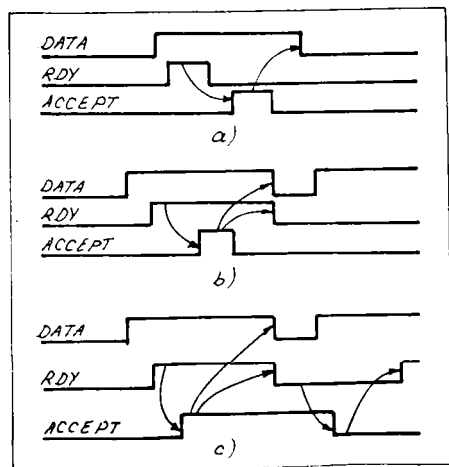 DATA
RDY
ACCEPT
a)
DATA
RDY
ACCEPT
b)
DATA
RDY
ACCEPT
c)